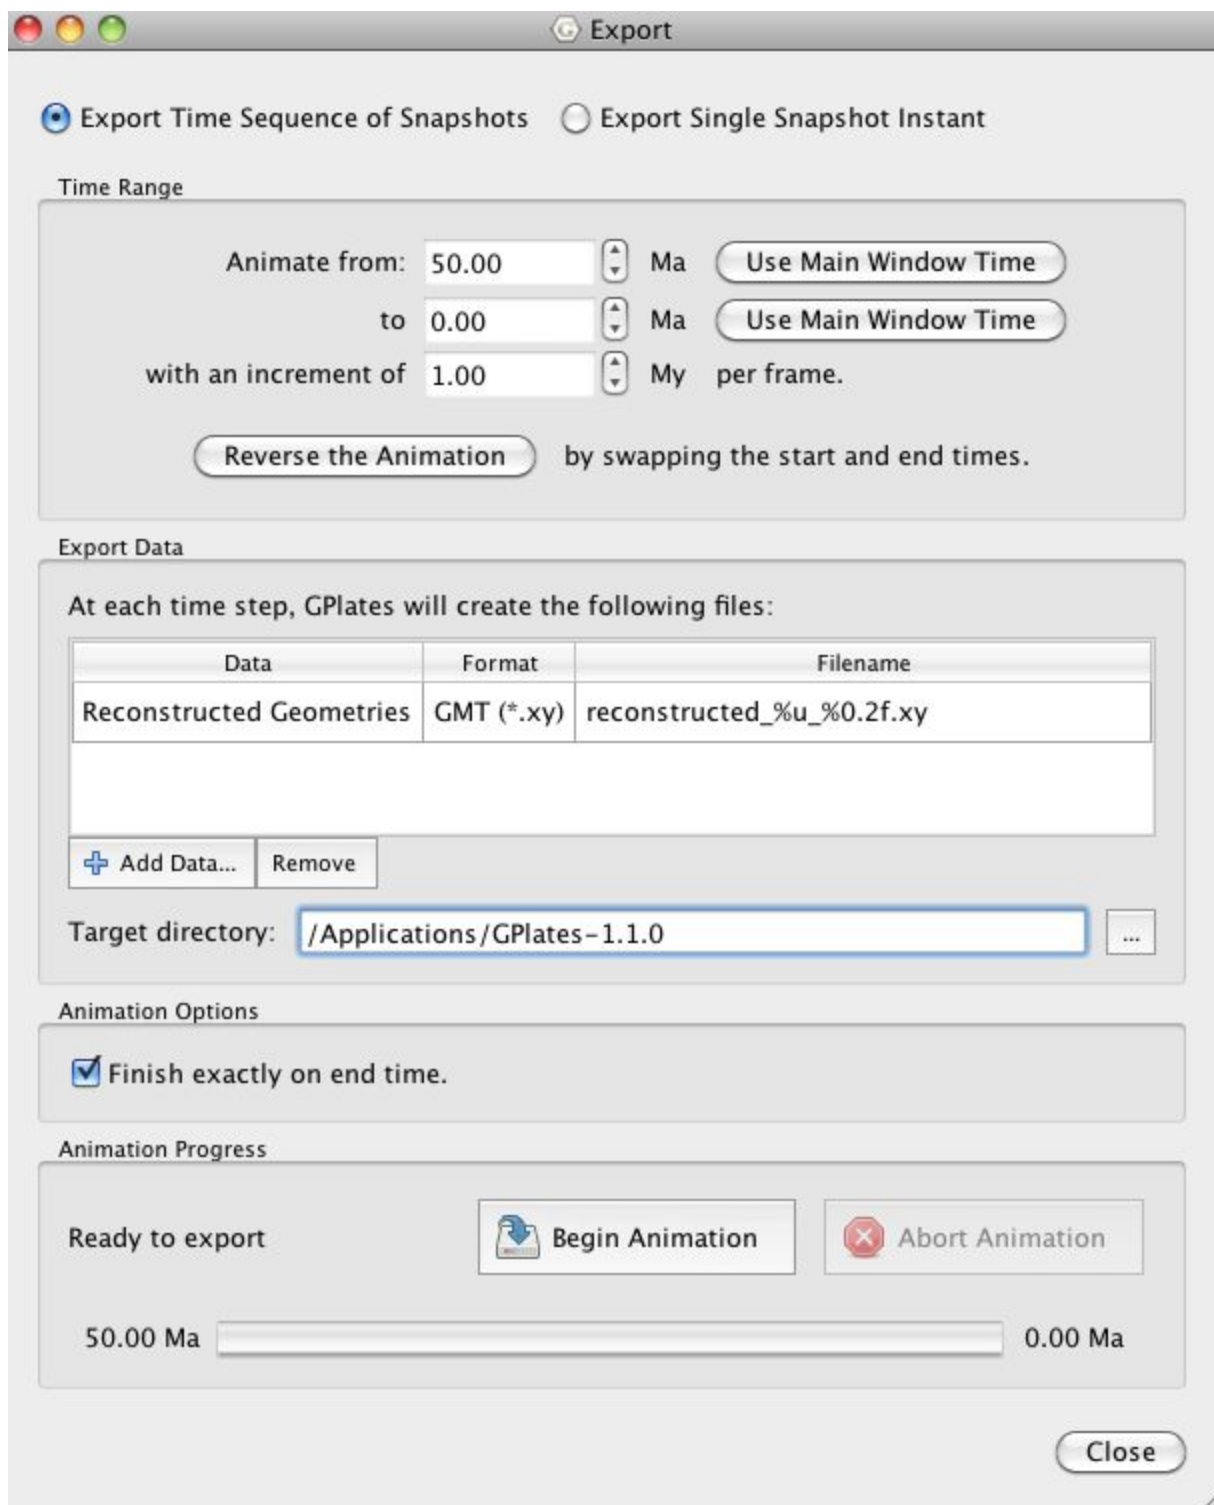 Export
Export Time Sequence of Snapshots Export Single Snapshot Instant
Time Range
Animate from: 50.00 Ma Use Main Window Time
to 0.00 Ma Use Main Window Time
with an increment of 1.00 My per frame.
Reverse the Animation by swapping the start and end times.
Export Data
At each time step, GPlates will create the following files:
Data Format Filename
Reconstructed Geometries GMT (*.xy) reconstructed_%u_%0.2f.xy
Add Data... Remove
Target directory: /Applications/GPlates-1.1.0 ...
Animation Options
Finish exactly on end time.
Animation Progress
Ready to export Begin Animation Abort Animation
50.00 Ma 0.00 Ma
Close